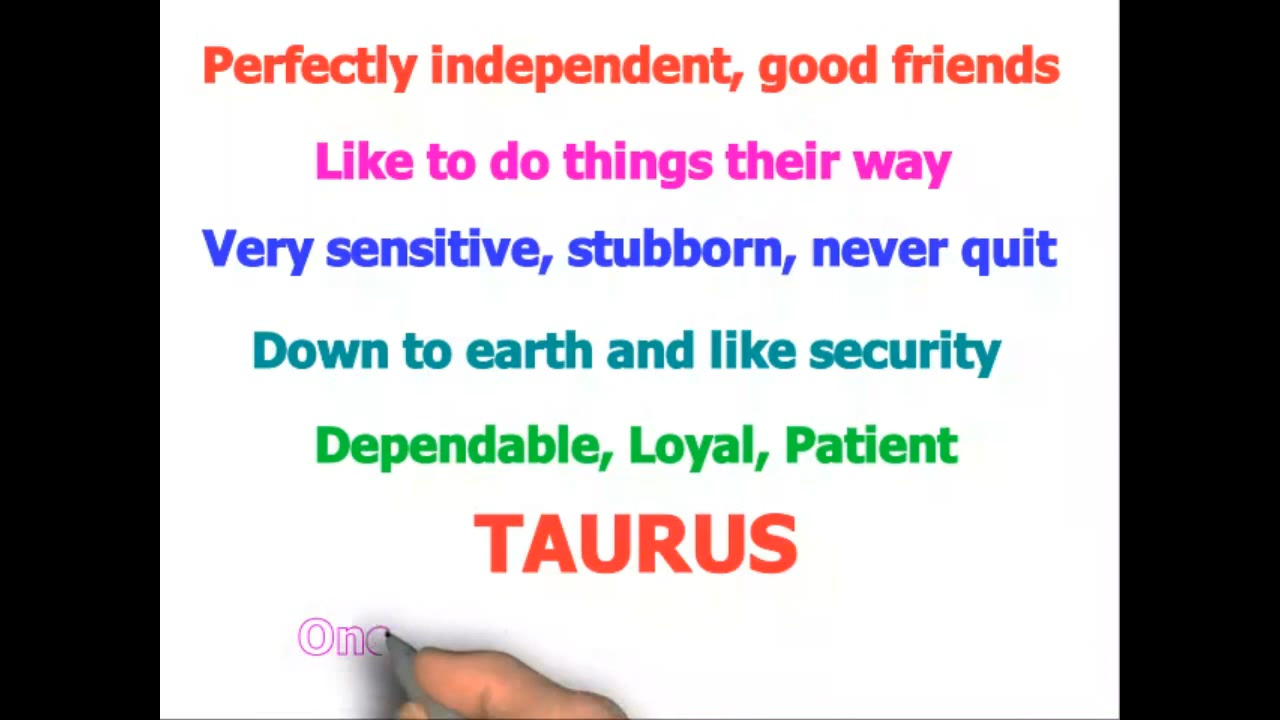 Perfectly independent, good friends
Like to do things their way
Very sensitive, stubborn, never quit
Down to earth and like security
Dependable, Loyal, Patient
TAURUS